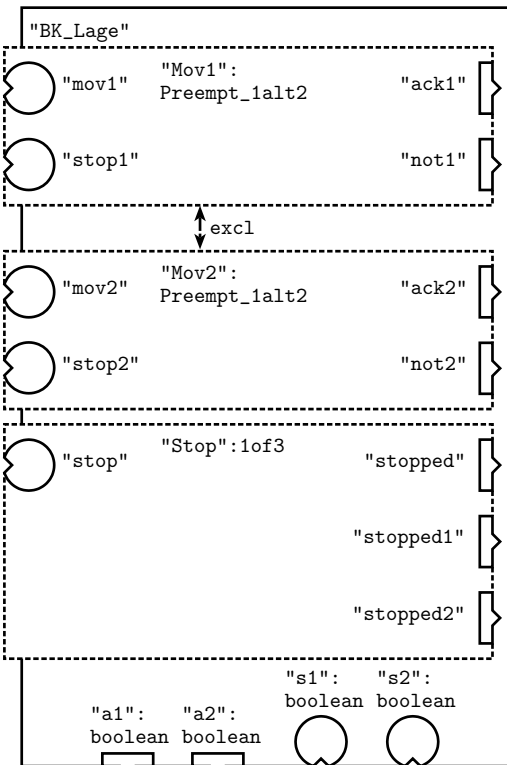 "BK_Lage"
"mov1" "Mov1": "ack1"
Preempt_1alt2
"stop1" "not1"
excl
"mov2" "Mov2": "ack2"
Preempt_1alt2
"stop2" "not2"
"stop" "Stop":1of3 "stopped"
"stopped1"
"stopped2"
"s1": "s2":
boolean boolean
"a1": "a2":
boolean boolean